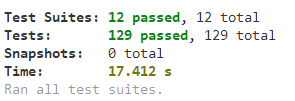 Test Suites: 12 passed, 12 total
Tests:       129 passed, 129 total
Snapshots:   0 total
Time:        17.412 s
Ran all test suites.